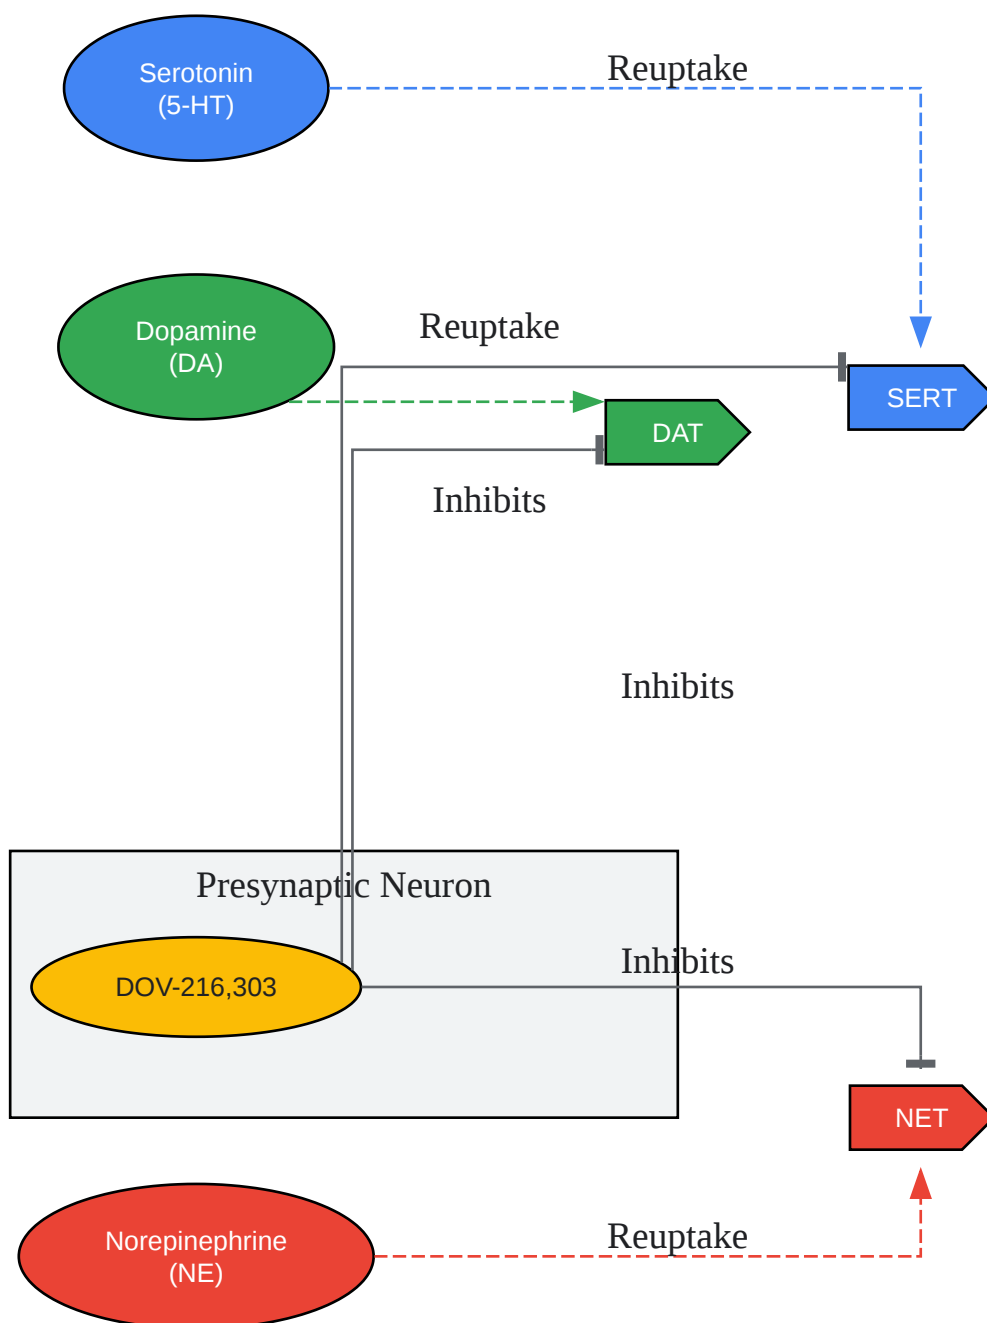 Serotonin
(5-HT)
Reuptake
Dopamine
(DA)
Reuptake
SERT
DAT
Inhibits
Inhibits
Presynaptic Neuron
DOV-216,303
Inhibits
NET
Norepinephrine
(NE)
Reuptake